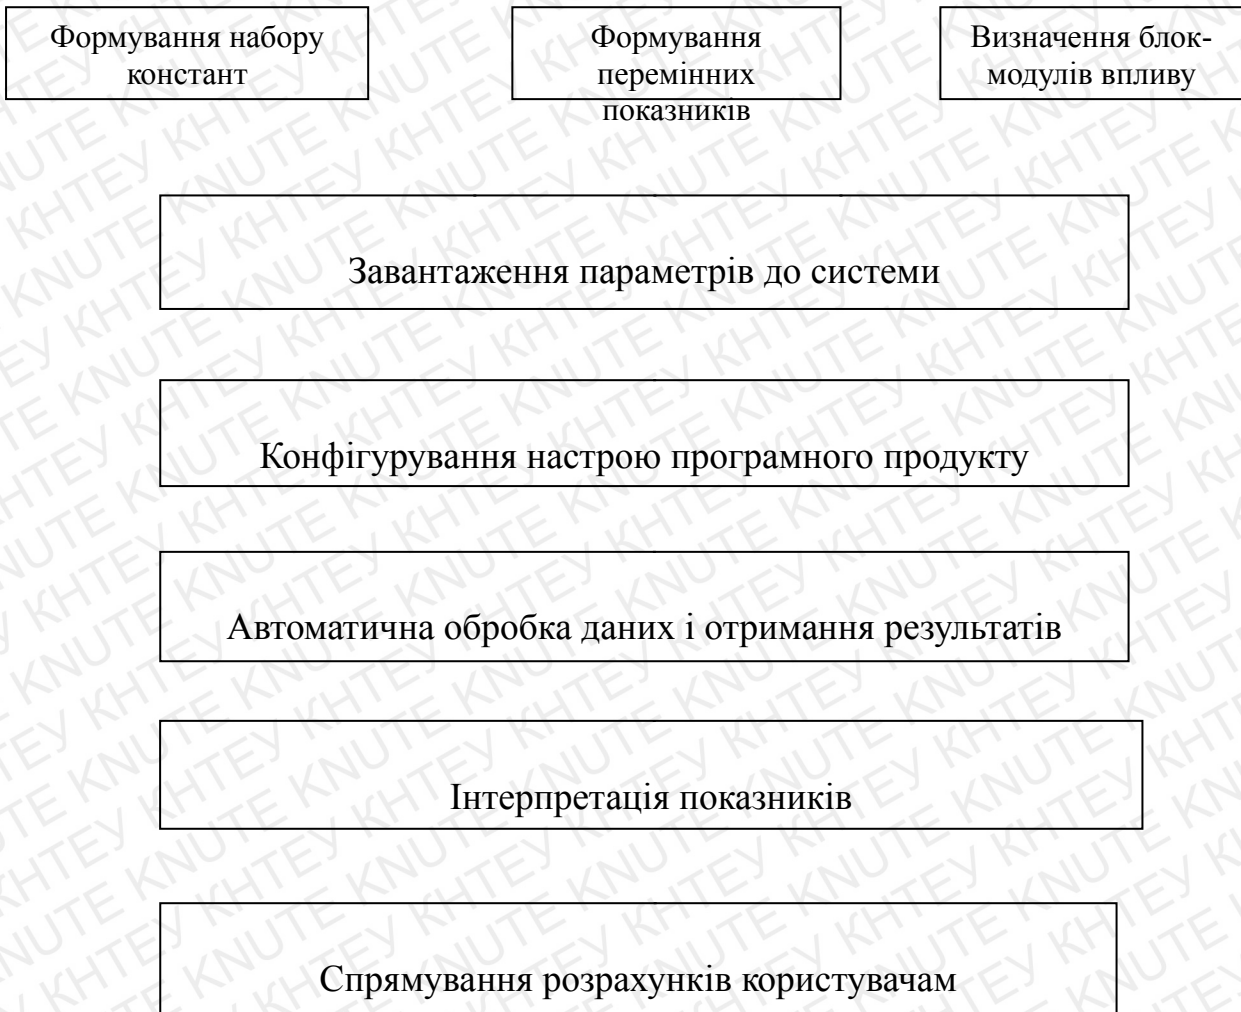 Формування набору
констант
Формування
перемінних
показників
Визначення блок-
модулів впливу
Завантаження параметрів до системи
Конфігурування настрою програмного продукту
Автоматична обробка даних і отримання результатів
Інтерпретація показників
Спрямування розрахунків користувачам